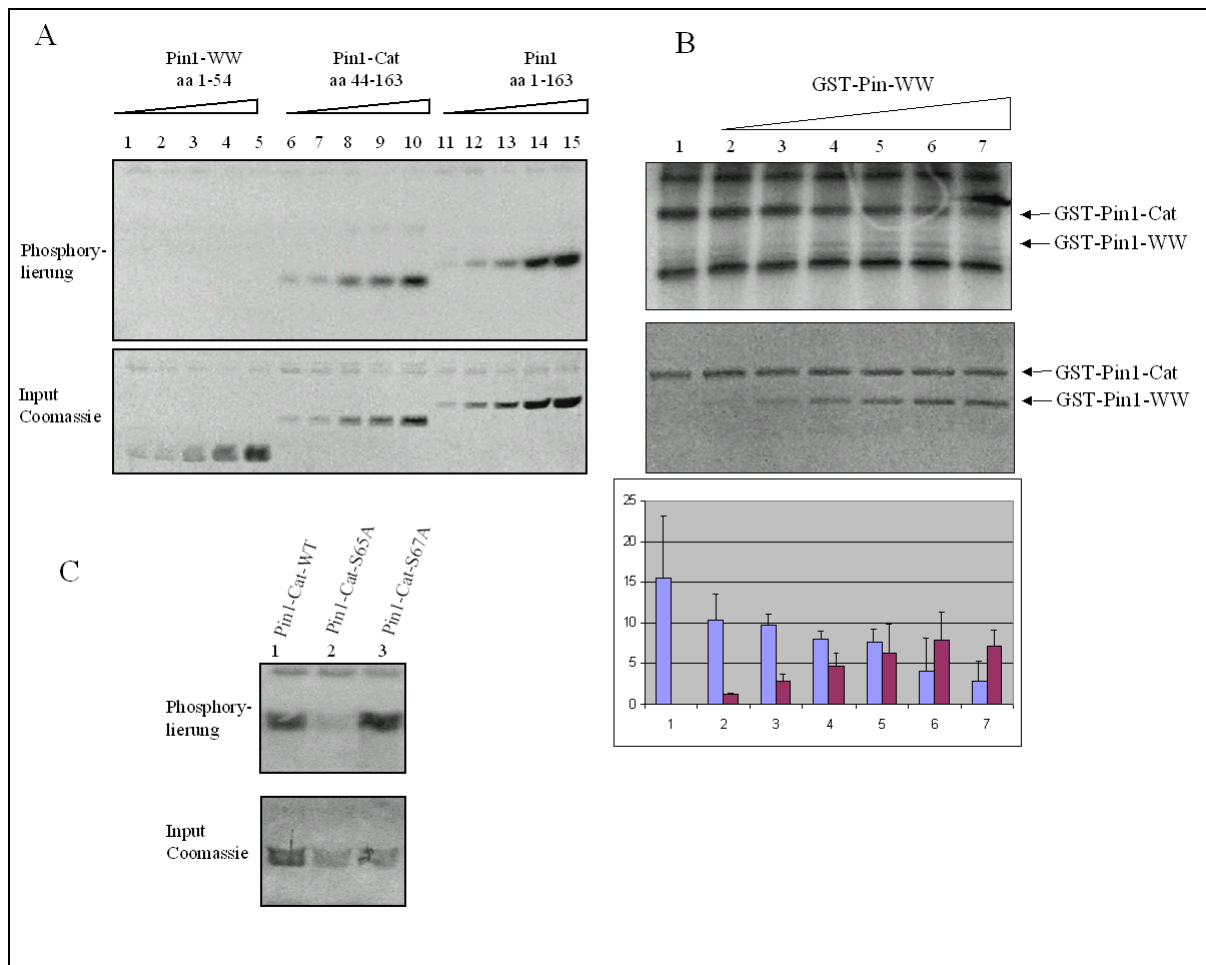 A
Pin1-WW
aa 1-54
Pin1-Cat
aa 44-163
Pin1
aa 1-163
1 2 3 4 5 6 7 8 9 10 11 12 13 14 15
Phosphory-
lierung
Input
Coomassie
B
GST-Pin-WW
1 2 3 4 5 6 7
GST-Pin1-Cat
GST-Pin1-WW
GST-Pin1-Cat
GST-Pin1-WW
25
20
15
10
5
0
1 2 3 4 5 6 7
C
Pin1-Cat-WT
Pin1-Cat-S65A
Pin1-Cat-S67A
1 2 3
Phosphory-
lierung
Input
Coomassie